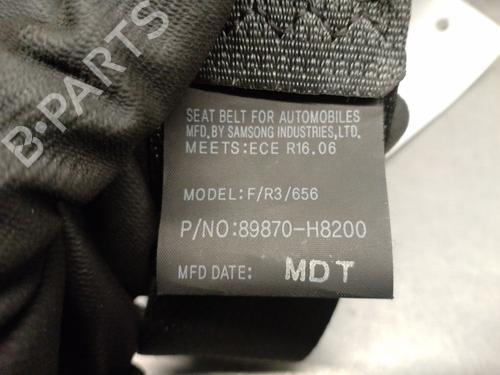 B-PARTS
SEAT BELT FOR AUTOMOBILES
MFD, BY SAMSONG INDUSTRIES, LTD.
MEETS:ECE R16.06
MODEL: F/R3/656
P/NO:89870-H8200
MFD DATE: MDT